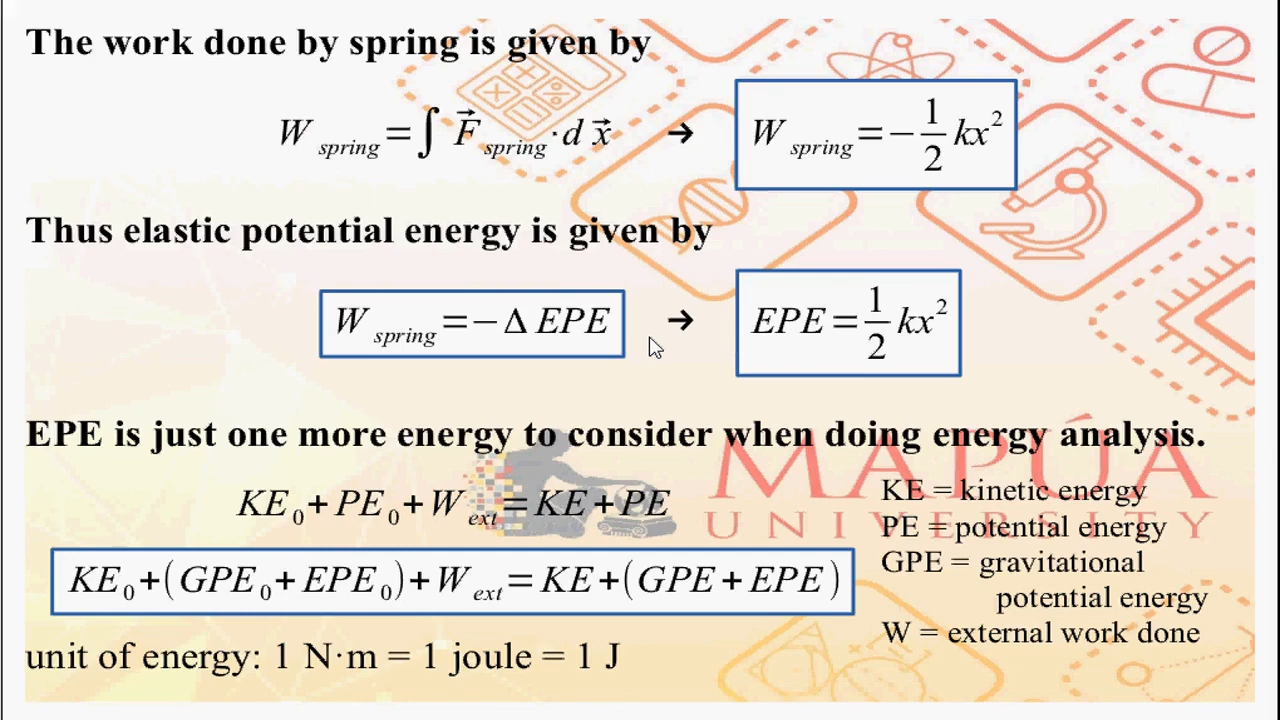 The work done by spring is given by
W spring = ∫ F⃗ spring · d x⃗ → W spring = − 1/2 kx²
Thus elastic potential energy is given by
W spring = − Δ EPE → EPE = 1/2 kx²
EPE is just one more energy to consider when doing energy analysis.
MAPÚA
UNIVERSITY
KE₀ + PE₀ + W ext = KE + PE
KE₀ + (GPE₀ + EPE₀) + W ext = KE + (GPE + EPE)
KE = kinetic energy
PE = potential energy
GPE = gravitational
potential energy
W = external work done
unit of energy: 1 N·m = 1 joule = 1 J